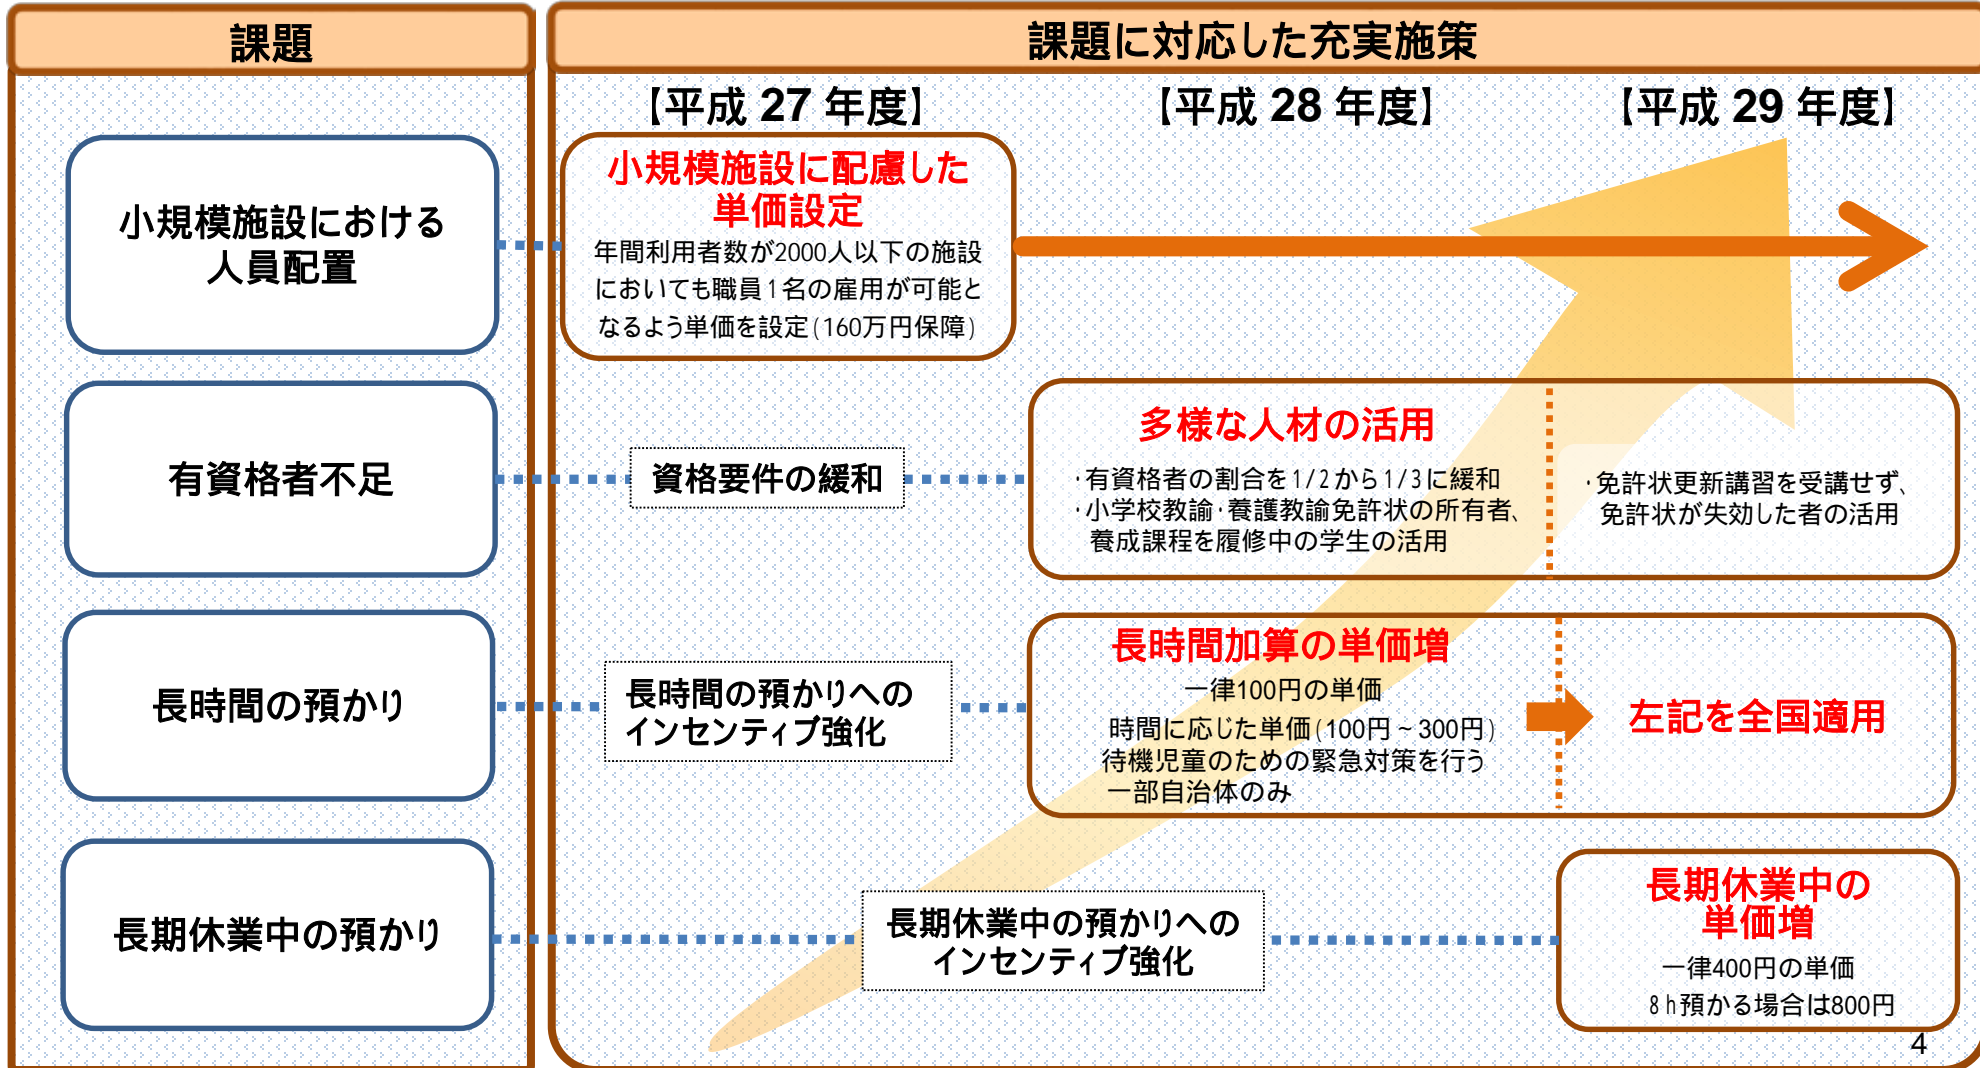 課題
課題に対応した充実施策
【平成 27 年度】
【平成 28 年度】
【平成 29 年度】
小規模施設における
人員配置
小規模施設に配慮した
単価設定
年間利用者数が2000人以下の施設
においても職員1名の雇用が可能と
なるよう単価を設定(160万円保障)
有資格者不足
資格要件の緩和
多様な人材の活用
・有資格者の割合を1/2から1/3に緩和
・小学校教諭・養護教諭免許状の所有者、
養成課程を履修中の学生の活用
・免許状更新講習を受講せず、
免許状が失効した者の活用
長時間の預かり
長時間の預かりへの
インセンティブ強化
長時間加算の単価増
一律100円の単価
時間に応じた単価(100円~300円)
待機児童のための緊急対策を行う
一部自治体のみ
左記を全国適用
長期休業中の預かり
長期休業中の預かりへの
インセンティブ強化
長期休業中の
単価増
一律400円の単価
8h預かる場合は800円
4